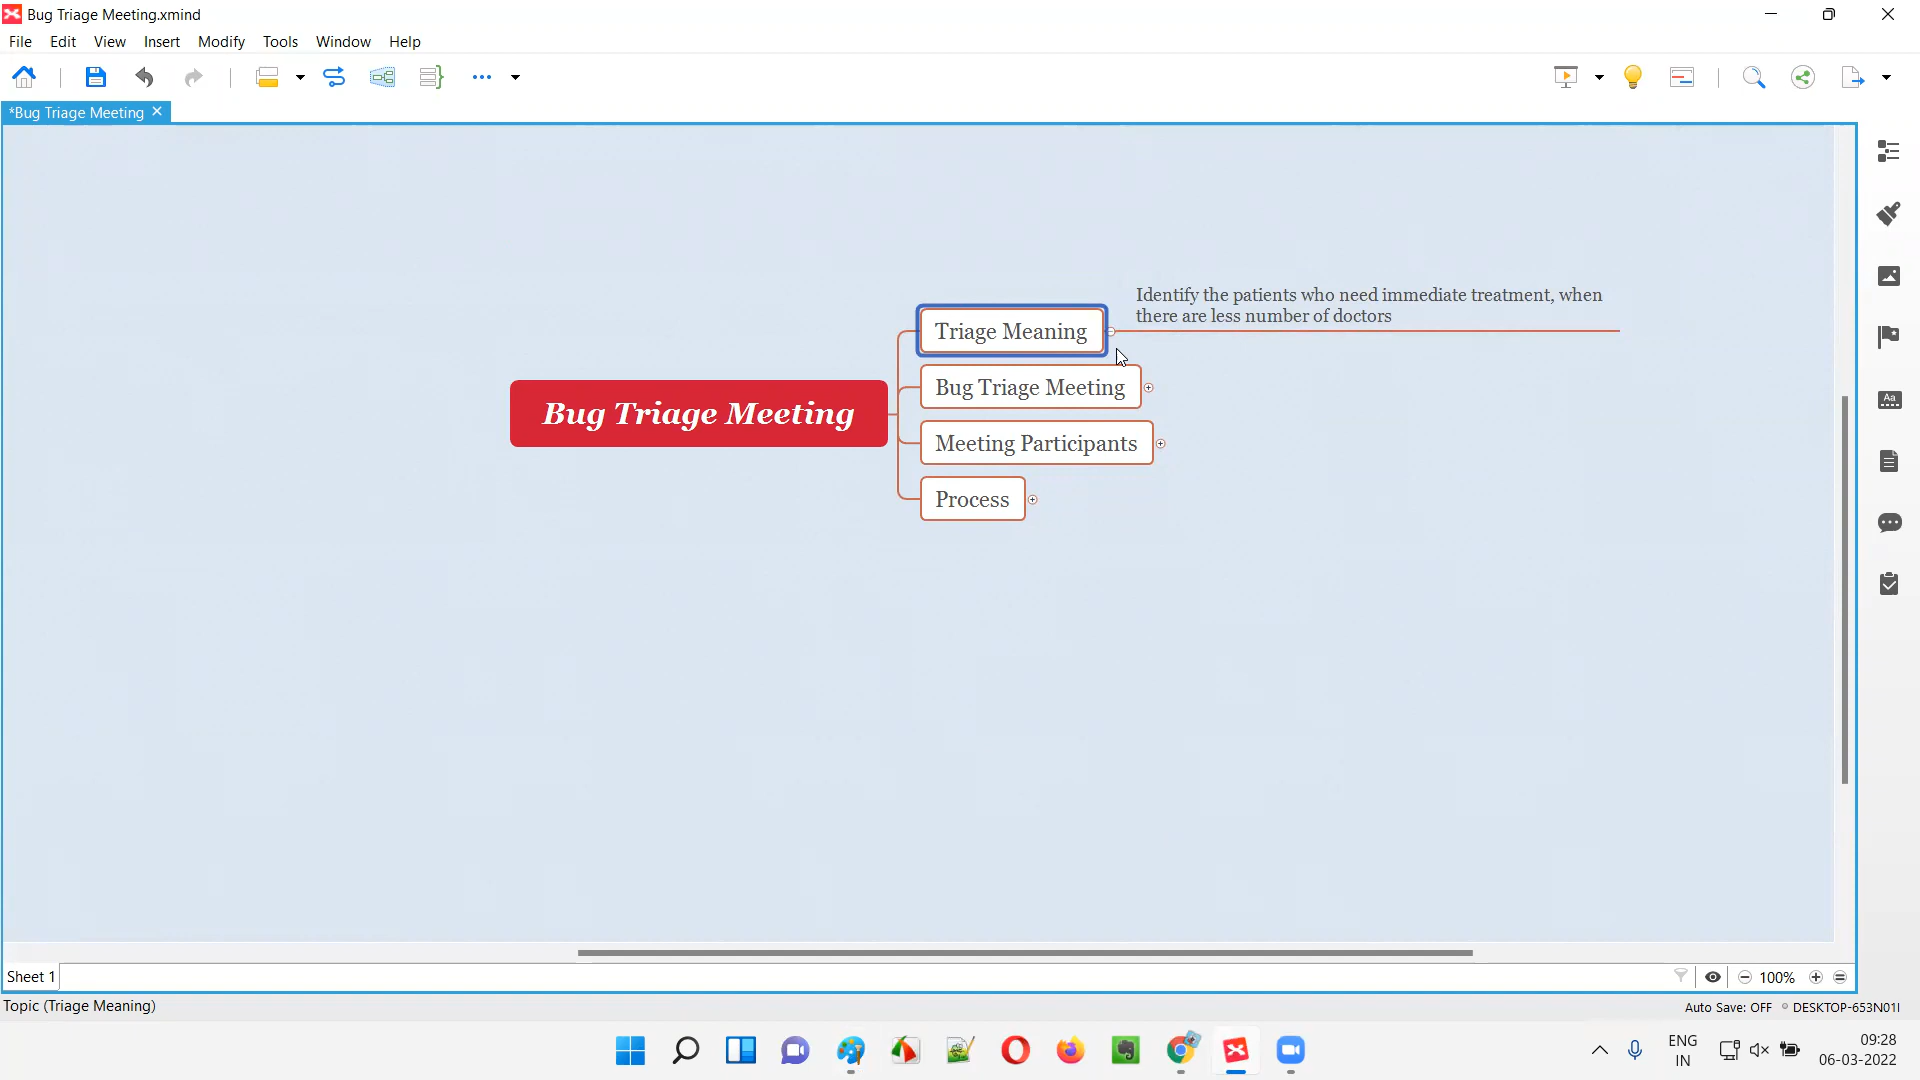 Bug Triage Meeting.xmind
File Edit View Insert Modify Tools Window Help
*Bug Triage Meeting
Identify the patients who need immediate treatment, when
there are less number of doctors
Triage Meaning
Bug Triage Meeting
Bug Triage Meeting
Meeting Participants
Process
Aa
Sheet 1
100%
Topic (Triage Meaning)
Auto Save: OFF DESKTOP-653N01I
ENG
IN
09:28
06-03-2022